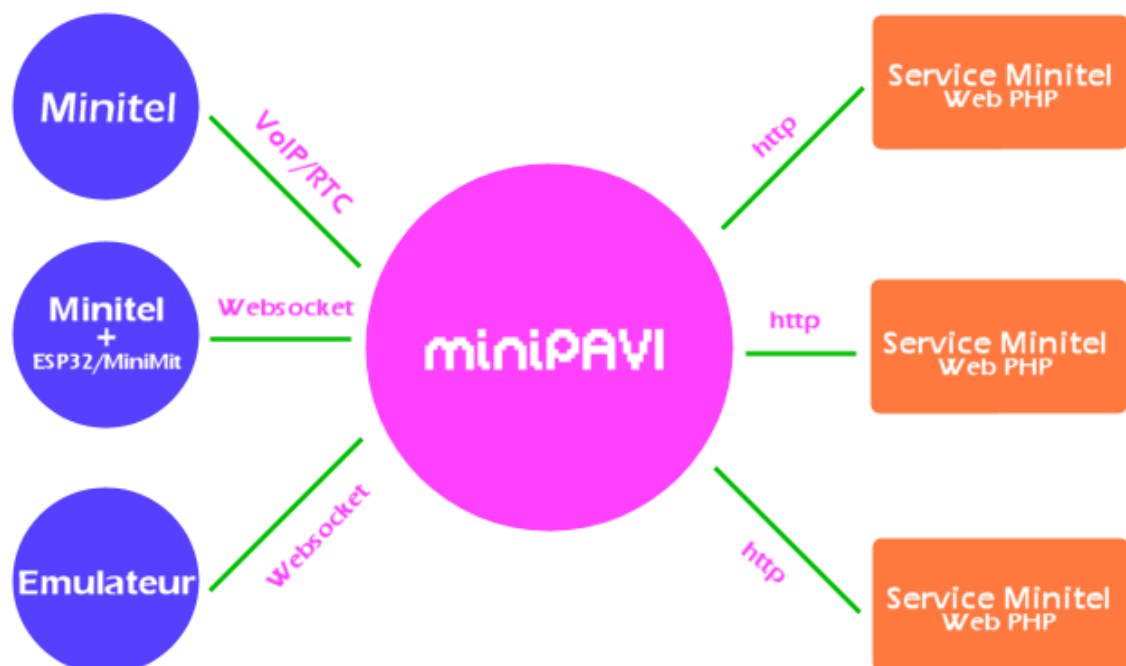 Minitel
VoIP/RTC
http
Service Minitel
Web PHP
Minitel
+
ESP32/MiniMit
Websocket
miniPAVI
http
Service Minitel
Web PHP
Emulateur
Websocket
http
Service Minitel
Web PHP